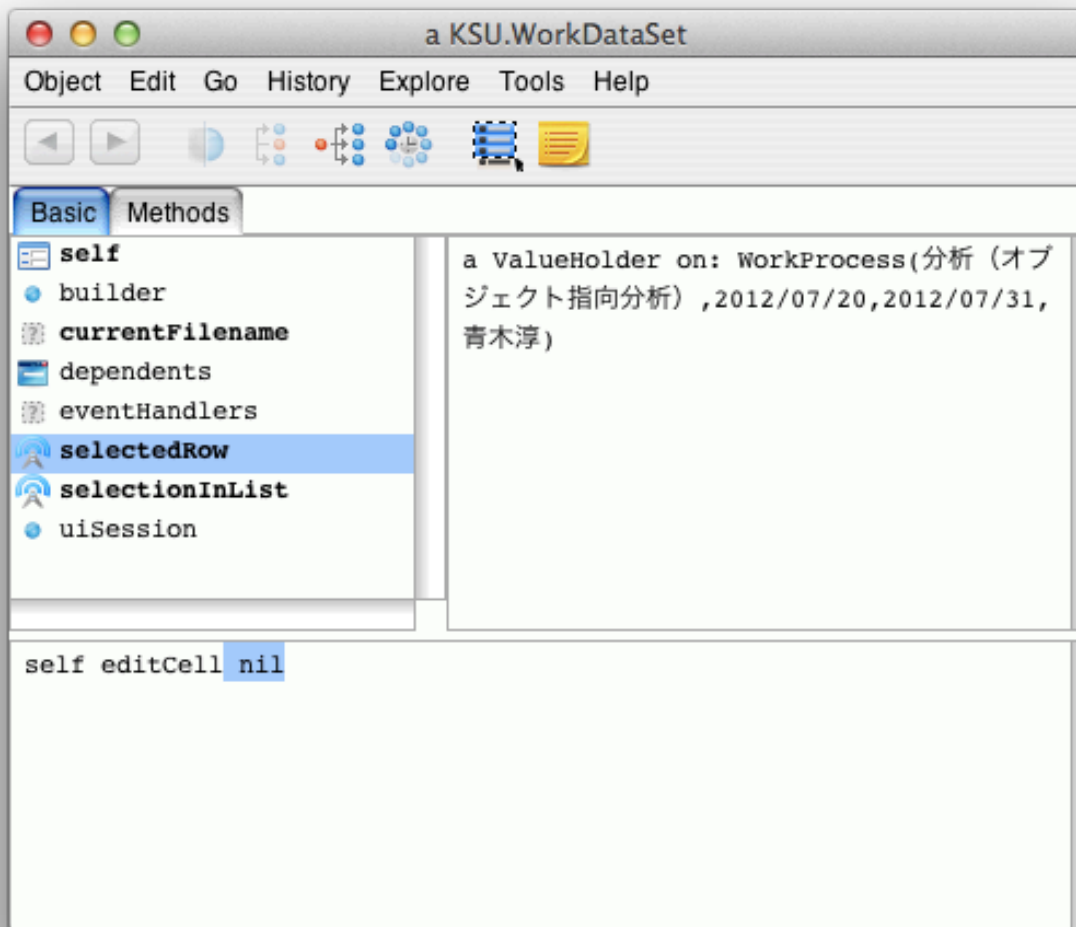 a KSU.WorkDataSet
Object Edit Go History Explore Tools Help
Basic Methods
self
builder
currentFilename
dependents
eventHandlers
selectedRow
selectionInList
uiSession
a ValueHolder on: WorkProcess(分析（オブ
ジェクト指向分析）,2012/07/20,2012/07/31,
青木淳)
self editCell nil